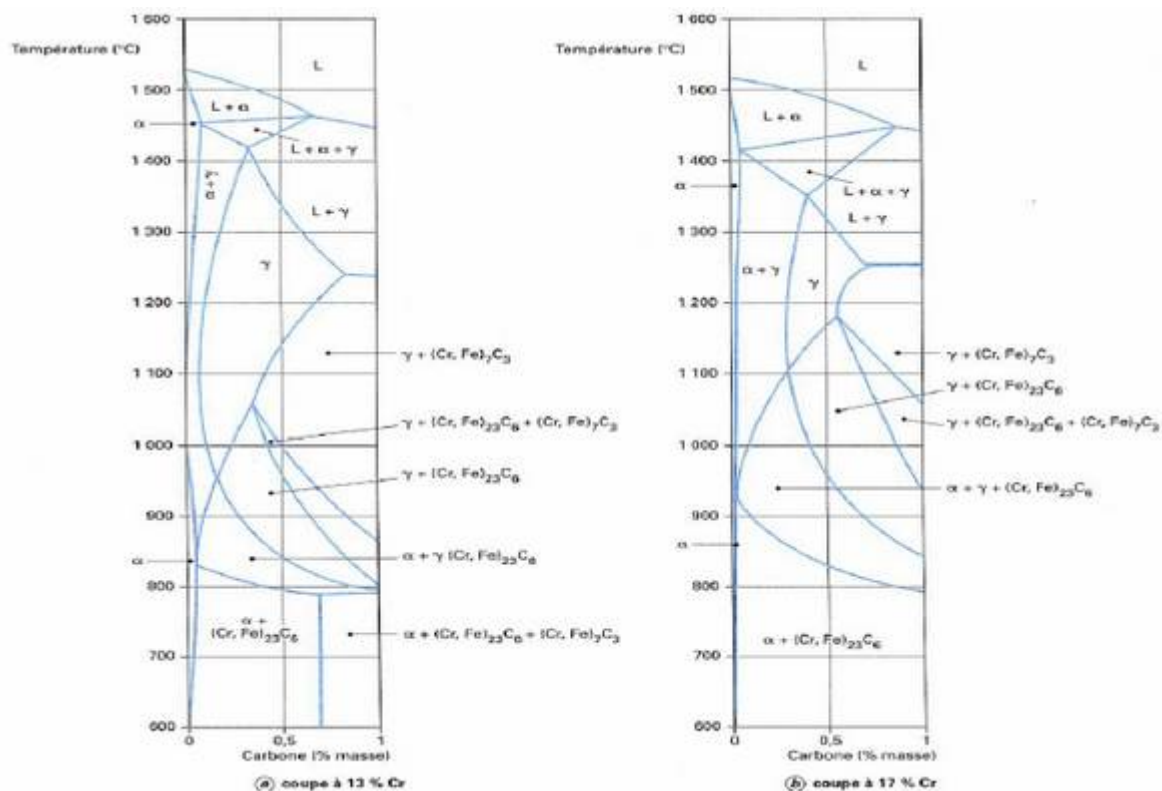 1 600
Température (°C)
L
1 500
L + α
α
L + α + γ
1 400
α + γ
L + γ
1 300
γ
1 200
γ + (Cr, Fe)₇C₃
1 100
γ + (Cr, Fe)₂₃C₆ + (Cr, Fe)₇C₃
1 000
γ + (Cr, Fe)₂₃C₆
900
α
α + γ (Cr, Fe)₂₃C₆
800
α +
(Cr, Fe)₂₃C₆
α + (Cr, Fe)₂₃C₆ + (Cr, Fe)₇C₃
700
600
0 0,5 1
Carbone (% masse)
ⓐ coupe à 13 % Cr
1 600
Température (°C)
L
1 500
L + α
1 400
α
L + α + γ
L + γ
1 300
α + γ
γ
1 200
γ + (Cr, Fe)₇C₃
1 100
γ + (Cr, Fe)₂₃C₆
γ + (Cr, Fe)₂₃C₆ + (Cr, Fe)₇C₃
1 000
α + γ + (Cr, Fe)₂₃C₆
900
α
800
α + (Cr, Fe)₂₃C₆
700
600
0 0,5 1
Carbone (% masse)
ⓑ coupe à 17 % Cr